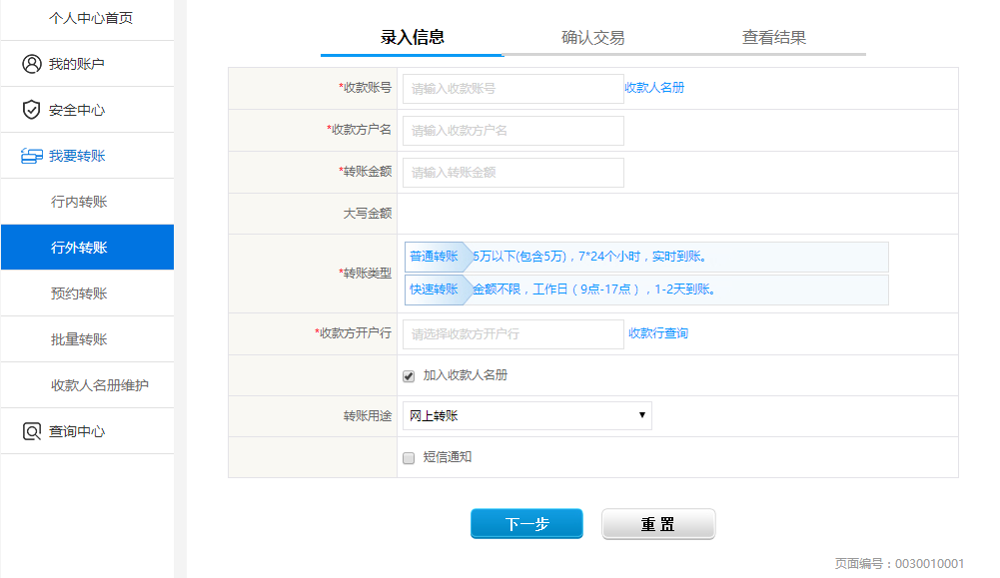 个人中心首页
我的账户
安全中心
我要转账
行内转账
行外转账
预约转账
批量转账
收款人名册维护
查询中心
录入信息 确认交易 查看结果
*收款账号 请输入收款账号 收款人名册
*收款方户名 请输入收款方户名
*转账金额 请输入转账金额
大写金额
*转账类型 普通转账 5万以下(包含5万)，7*24个小时，实时到账。
快速转账 金额不限，工作日（9点-17点），1-2天到账。
*收款方开户行 请选择收款方开户行 收款行查询
加入收款人名册
转账用途 网上转账
短信通知
下一步 重 置
页面编号：0030010001